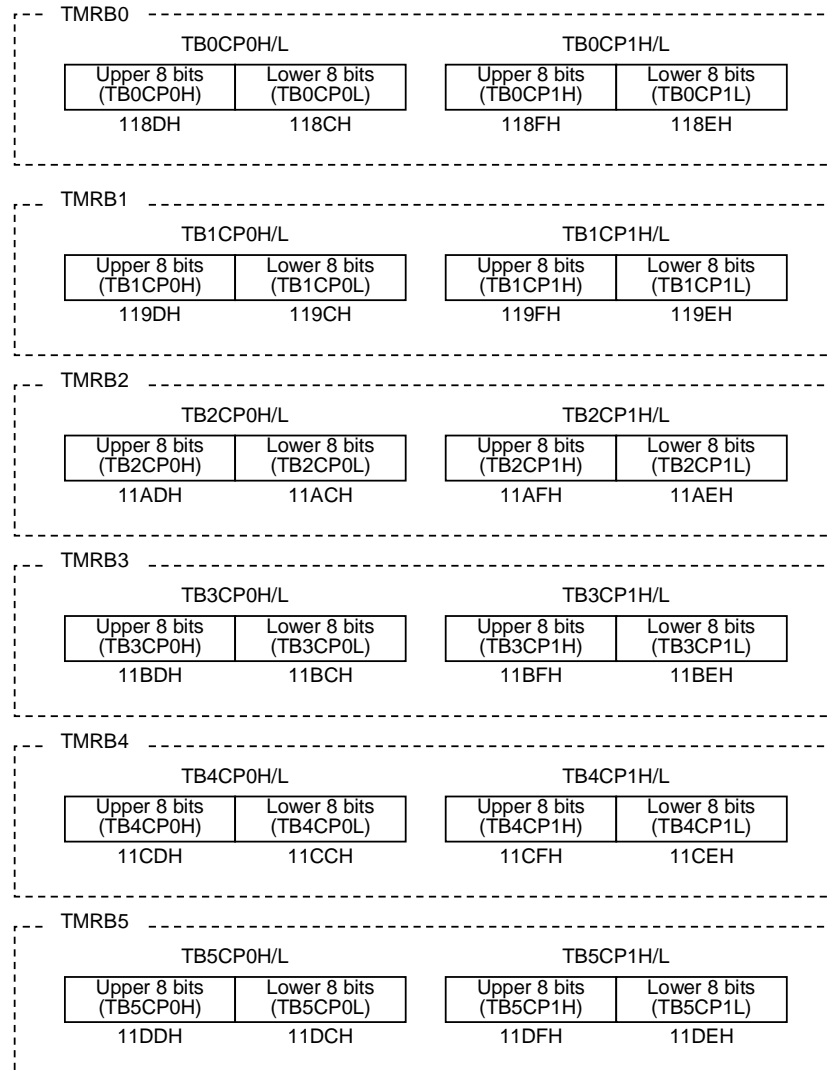 TMRB0
TB0CP0H/L TB0CP1H/L
Upper 8 bits Lower 8 bits Upper 8 bits Lower 8 bits
(TB0CP0H) (TB0CP0L) (TB0CP1H) (TB0CP1L)
118DH 118CH 118FH 118EH
TMRB1
TB1CP0H/L TB1CP1H/L
Upper 8 bits Lower 8 bits Upper 8 bits Lower 8 bits
(TB1CP0H) (TB1CP0L) (TB1CP1H) (TB1CP1L)
119DH 119CH 119FH 119EH
TMRB2
TB2CP0H/L TB2CP1H/L
Upper 8 bits Lower 8 bits Upper 8 bits Lower 8 bits
(TB2CP0H) (TB2CP0L) (TB2CP1H) (TB2CP1L)
11ADH 11ACH 11AFH 11AEH
TMRB3
TB3CP0H/L TB3CP1H/L
Upper 8 bits Lower 8 bits Upper 8 bits Lower 8 bits
(TB3CP0H) (TB3CP0L) (TB3CP1H) (TB3CP1L)
11BDH 11BCH 11BFH 11BEH
TMRB4
TB4CP0H/L TB4CP1H/L
Upper 8 bits Lower 8 bits Upper 8 bits Lower 8 bits
(TB4CP0H) (TB4CP0L) (TB4CP1H) (TB4CP1L)
11CDH 11CCH 11CFH 11CEH
TMRB5
TB5CP0H/L TB5CP1H/L
Upper 8 bits Lower 8 bits Upper 8 bits Lower 8 bits
(TB5CP0H) (TB5CP0L) (TB5CP1H) (TB5CP1L)
11DDH 11DCH 11DFH 11DEH